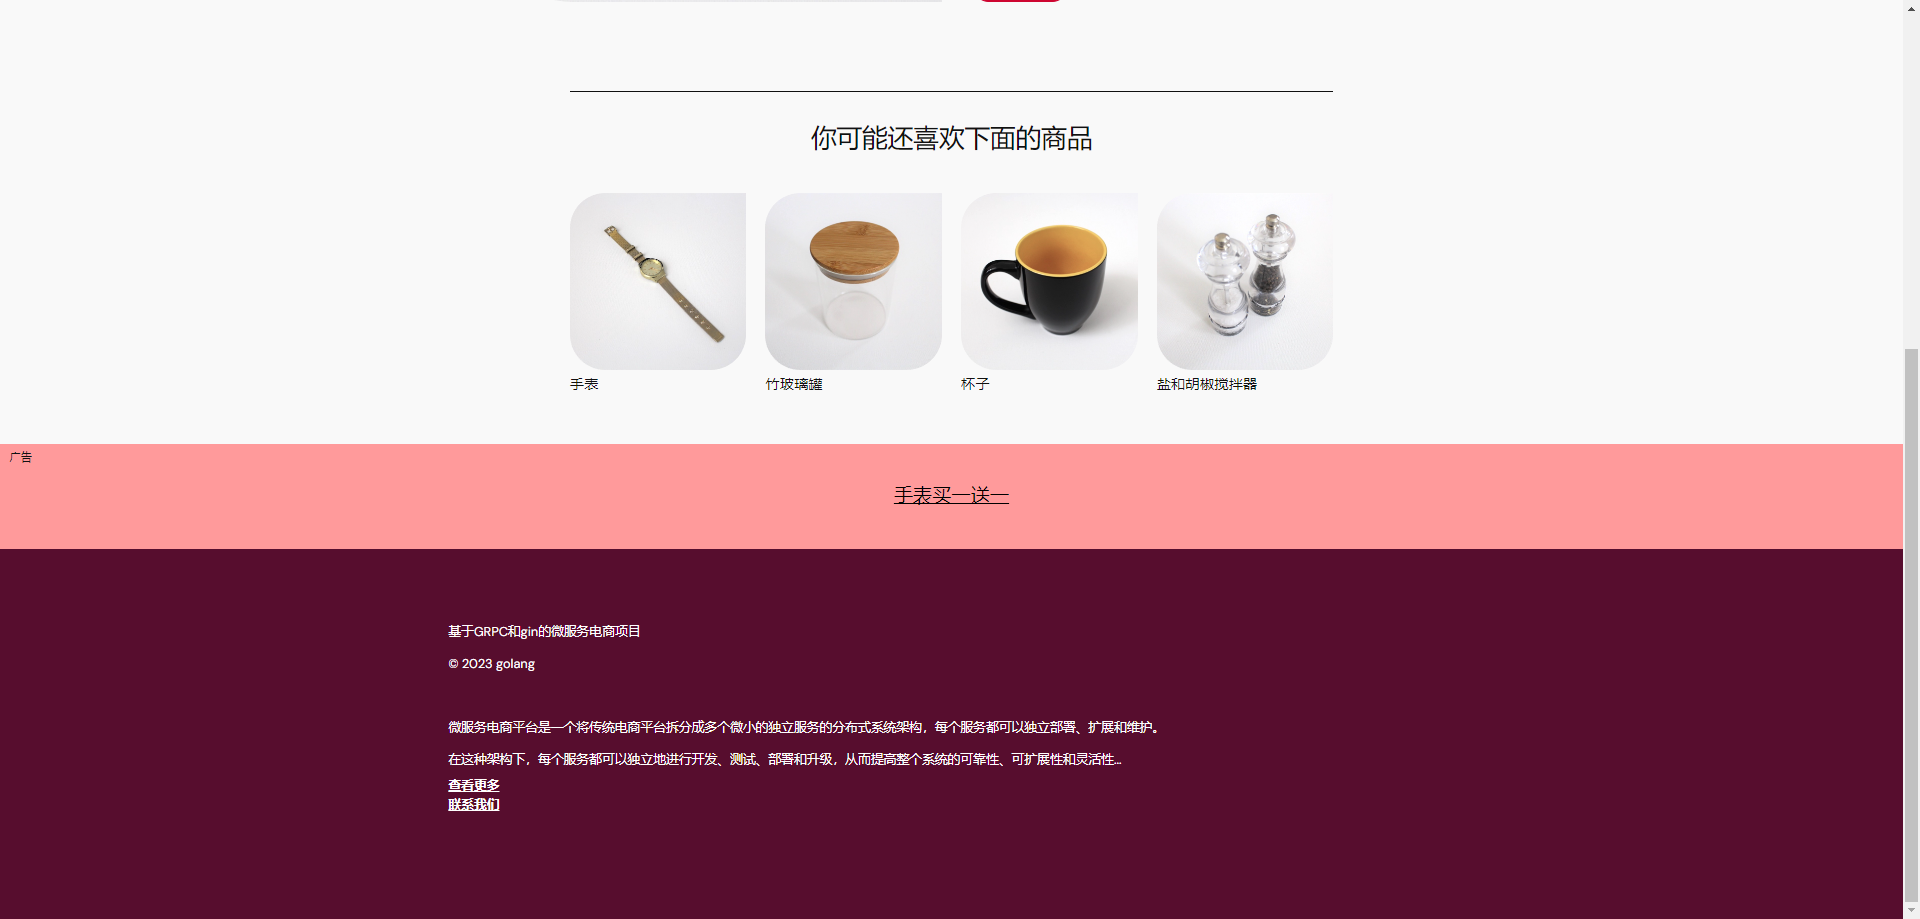 你可能还喜欢下面的商品
手表
竹玻璃罐
杯子
盐和胡椒搅拌器
广告
手表买一送一
基于GRPC和gin的微服务电商项目
© 2023 golang
微服务电商平台是一个将传统电商平台拆分成多个微小的独立服务的分布式系统架构，每个服务都可以独立部署、扩展和维护。
在这种架构下，每个服务都可以独立地进行开发、测试、部署和升级，从而提高整个系统的可靠性、可扩展性和灵活性...
查看更多
联系我们